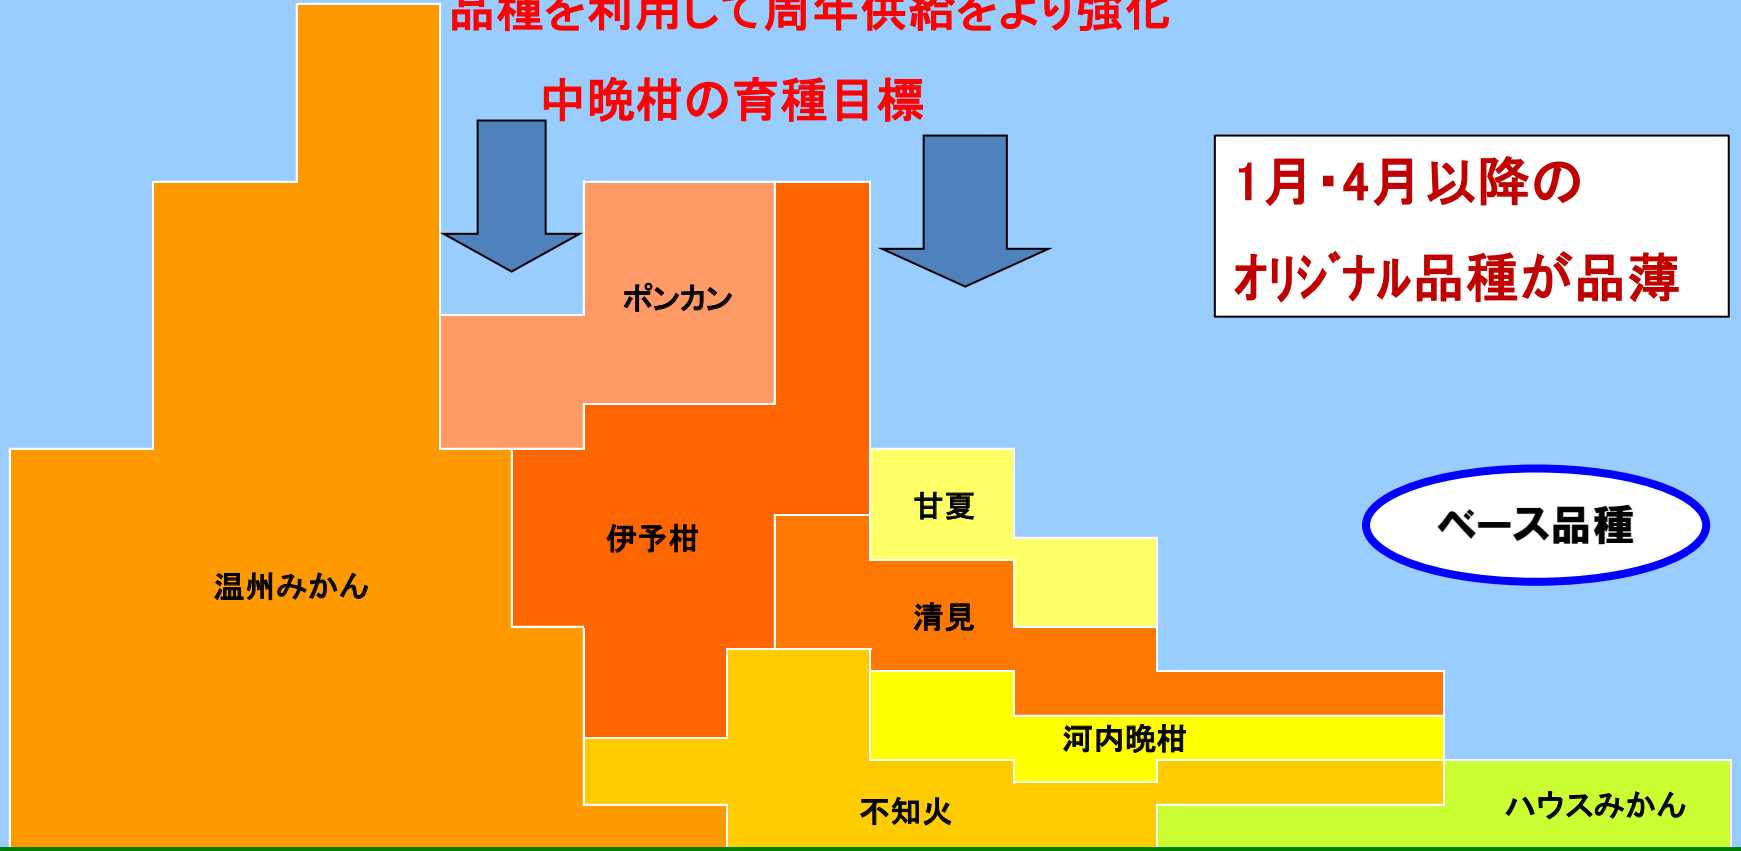 品種を利用して周年供給をより強化
中晩柑の育種目標
1月・4月以降の
オリジナル品種が品薄
ポンカン
甘夏
ベース品種
伊予柑
温州みかん
清見
河内晩柑
不知火
ハウスみかん